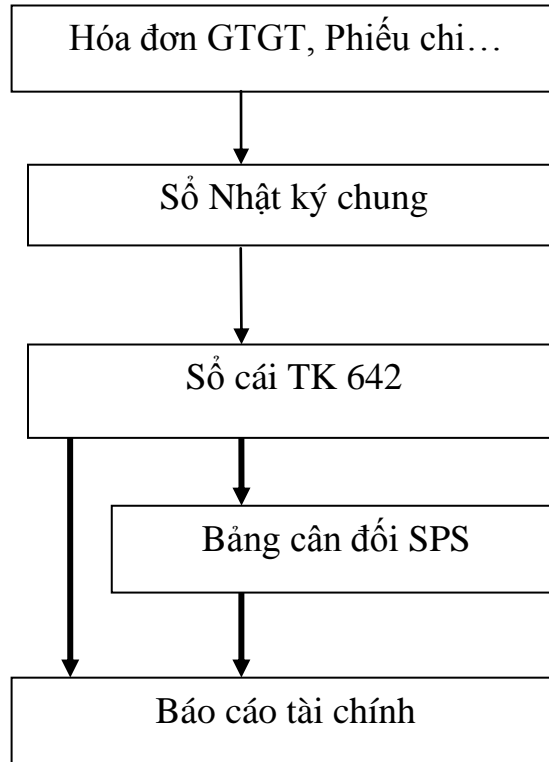 Hóa đơn GTGT, Phiếu chi…
Sổ Nhật ký chung
Sổ cái TK 642
Bảng cân đối SPS
Báo cáo tài chính